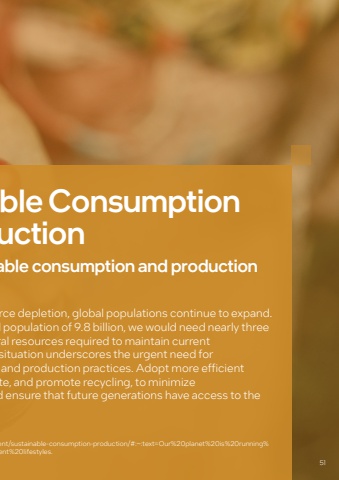 ble Consumption
uction
able consumption and production
rce depletion, global populations continue to expand.
l population of 9.8 billion, we would need nearly three
ral resources required to maintain current
situation underscores the urgent need for
and production practices. Adopt more efficient
te, and promote recycling, to minimize
d ensure that future generations have access to the
ent/sustainable-consumption-production/#:~:text=Our%20planet%20is%20running%
ent%20lifestyles.
51